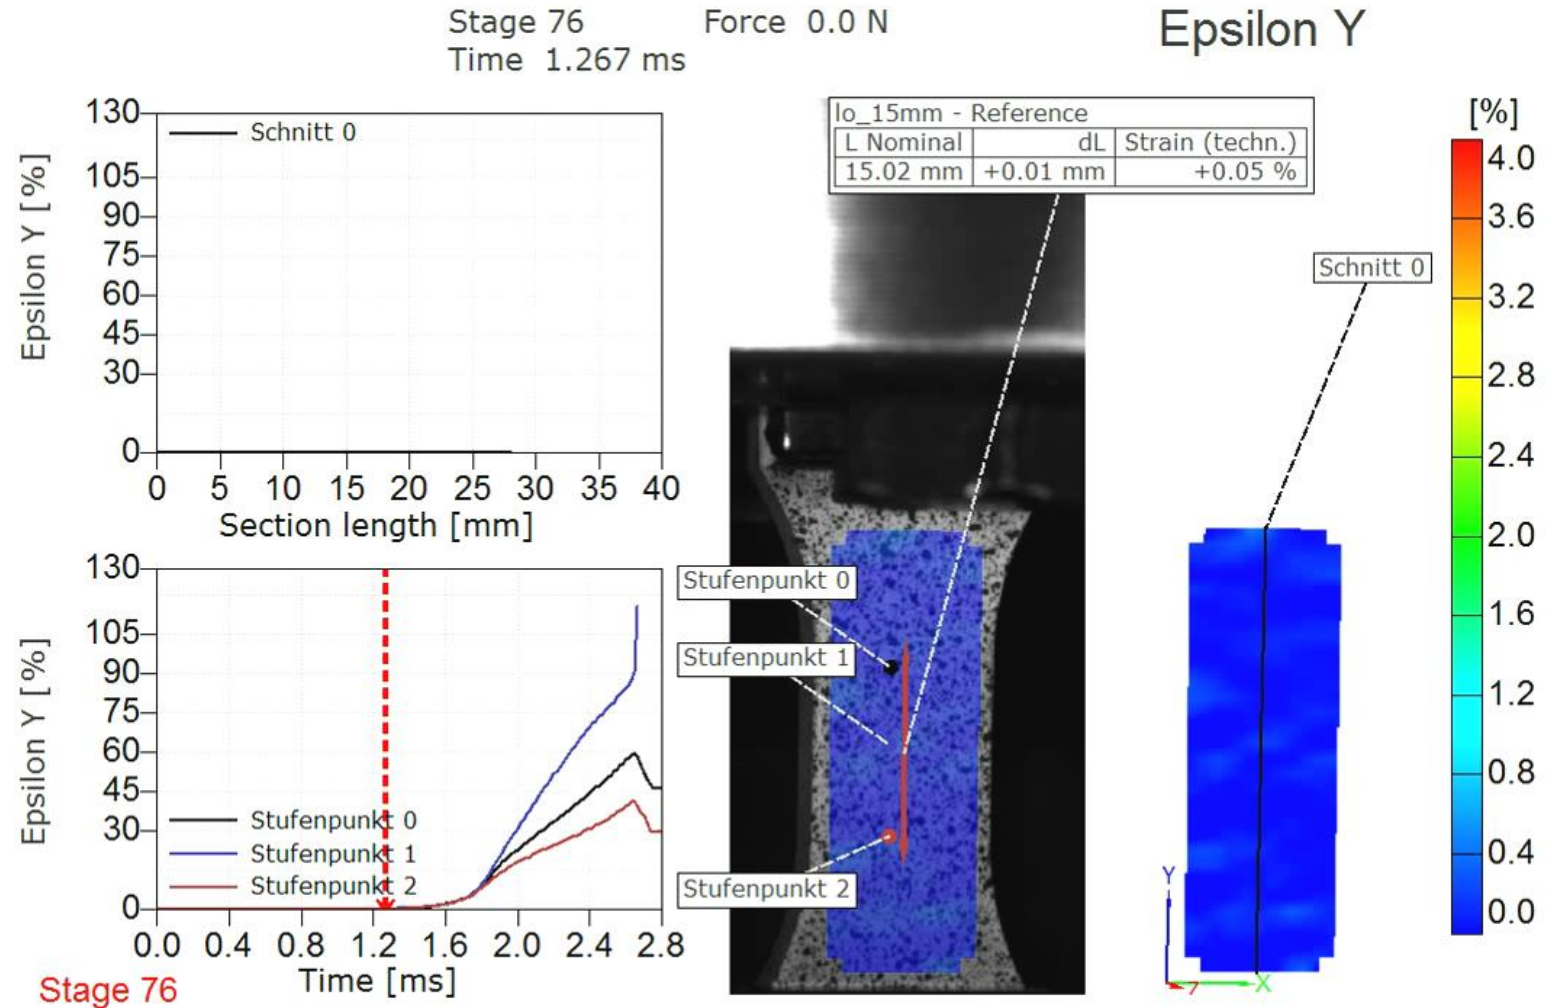 Stage 76
Time 1.267 ms
Force 0.0 N
Epsilon Y
Epsilon Y [%]
130
105
90
75
60
45
30
0
Schnitt 0
0 5 10 15 20 25 30 35 40
Section length [mm]
Epsilon Y [%]
130
105
90
75
60
45
30
0
Stufenpunkt 0
Stufenpunkt 1
Stufenpunkt 2
0.0 0.4 0.8 1.2 1.6 2.0 2.4 2.8
Time [ms]
Stage 76
lo_15mm - Reference
L Nominal dL Strain (techn.)
15.02 mm +0.01 mm +0.05 %
Stufenpunkt 0
Stufenpunkt 1
Stufenpunkt 2
Schnitt 0
Y
Z
X
[%]
4.0
3.6
3.2
2.8
2.4
2.0
1.6
1.2
0.8
0.4
0.0